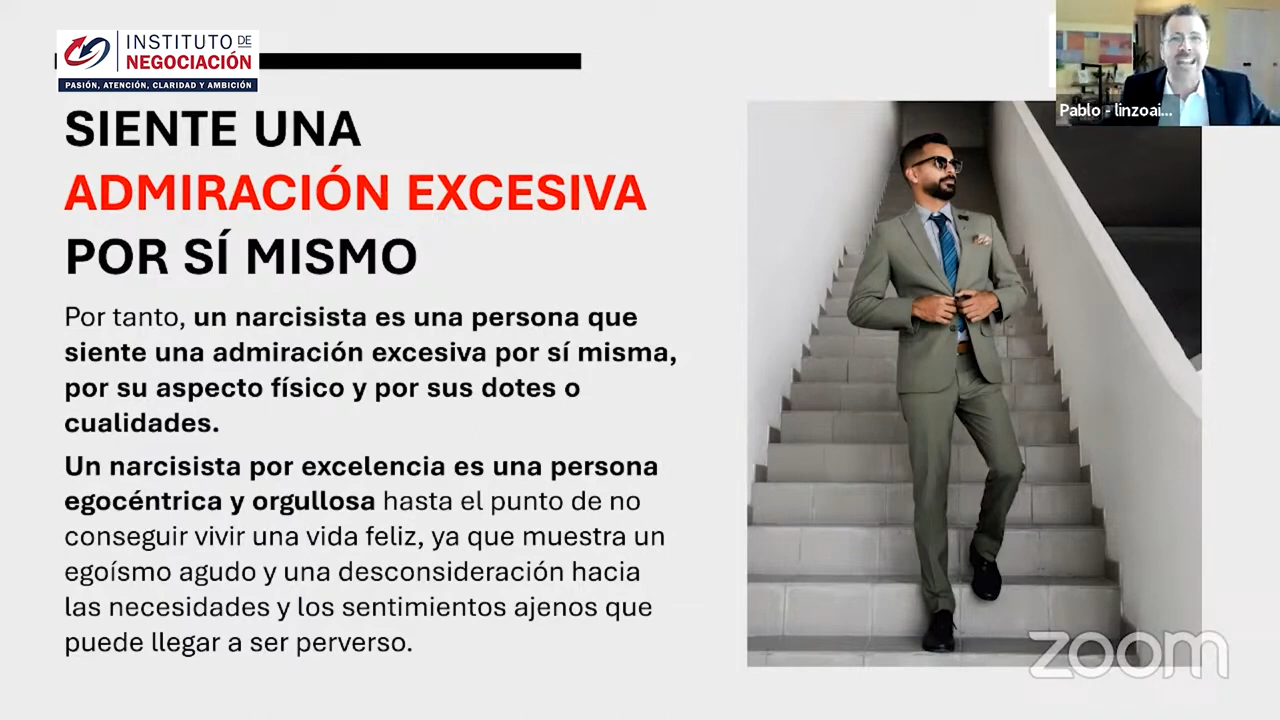 INSTITUTO DE
NEGOCIACIÓN
PASIÓN, ATENCIÓN, CLARIDAD Y AMBICIÓN
Pablo - linzoai...
SIENTE UNA
ADMIRACIÓN EXCESIVA
POR SÍ MISMO
Por tanto, un narcisista es una persona que
siente una admiración excesiva por sí misma,
por su aspecto físico y por sus dotes o
cualidades.
Un narcisista por excelencia es una persona
egocéntrica y orgullosa hasta el punto de no
conseguir vivir una vida feliz, ya que muestra un
egoísmo agudo y una desconsideración hacia
las necesidades y los sentimientos ajenos que
puede llegar a ser perverso.
zoom